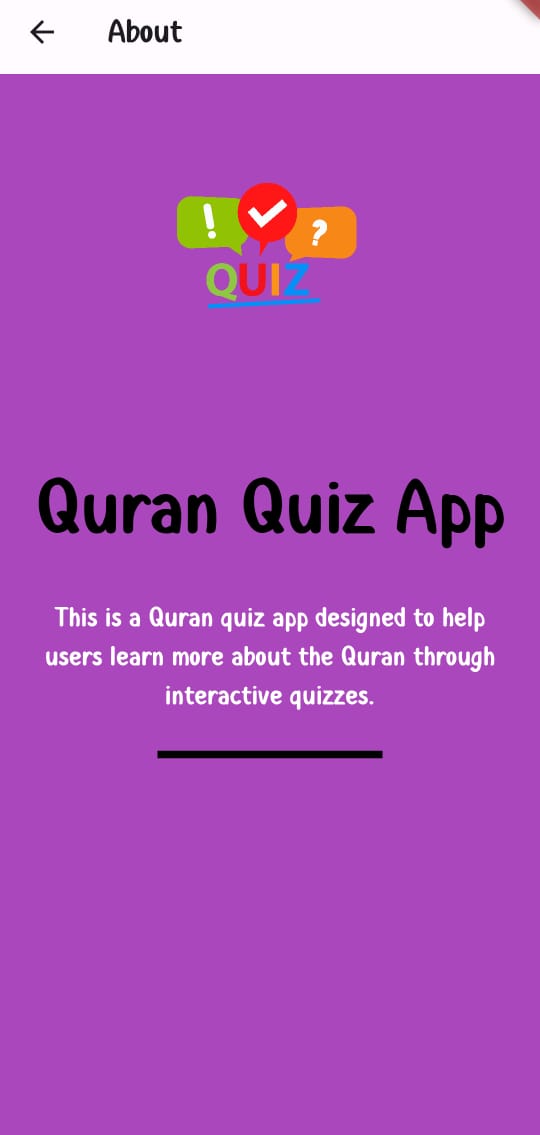 About
! ?
QUIZ
Quran Quiz App
This is a Quran quiz app designed to help
users learn more about the Quran through
interactive quizzes.